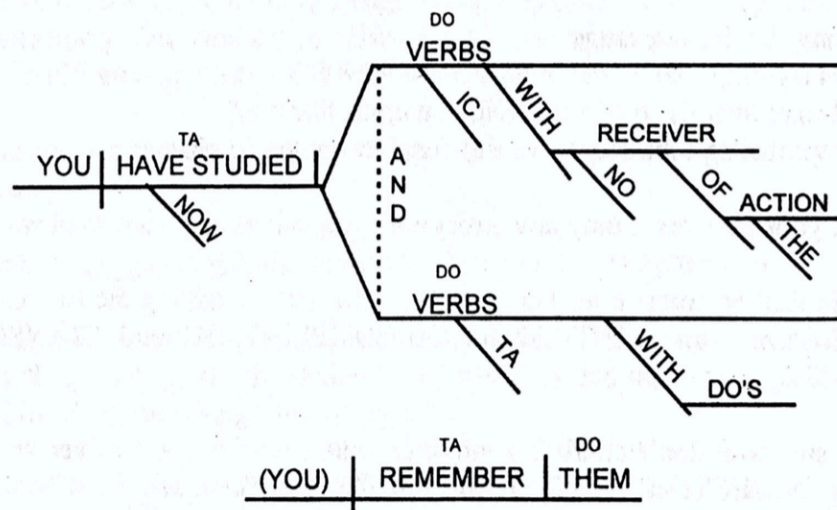 DO
VERBS
IC
WITH
NO
RECEIVER
OF
THE
ACTION
TA
YOU HAVE STUDIED
NOW
AND
DO
VERBS
TA
WITH
DO'S
TA DO
(YOU) REMEMBER THEM